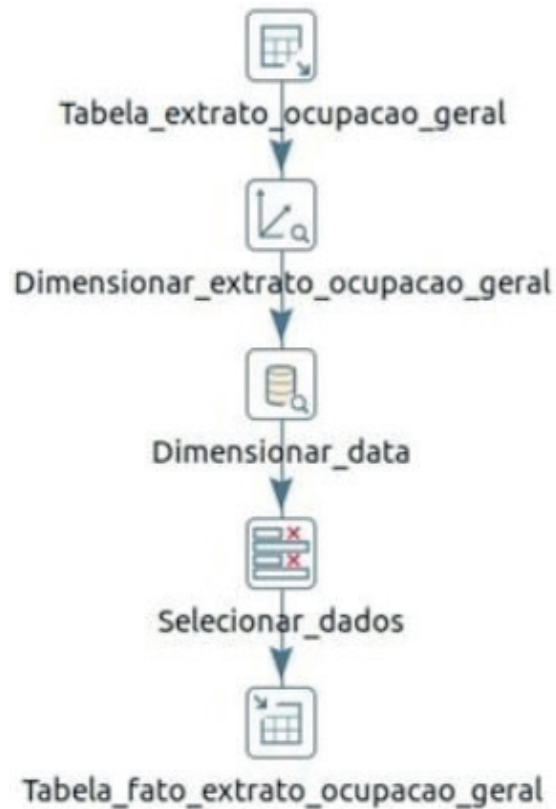 Tabela_extrato_ocupacao_geral
Dimensionar_extrato_ocupacao_geral
Dimensionar_data
Selecionar_dados
Tabela_fato_extrato_ocupacao_geral